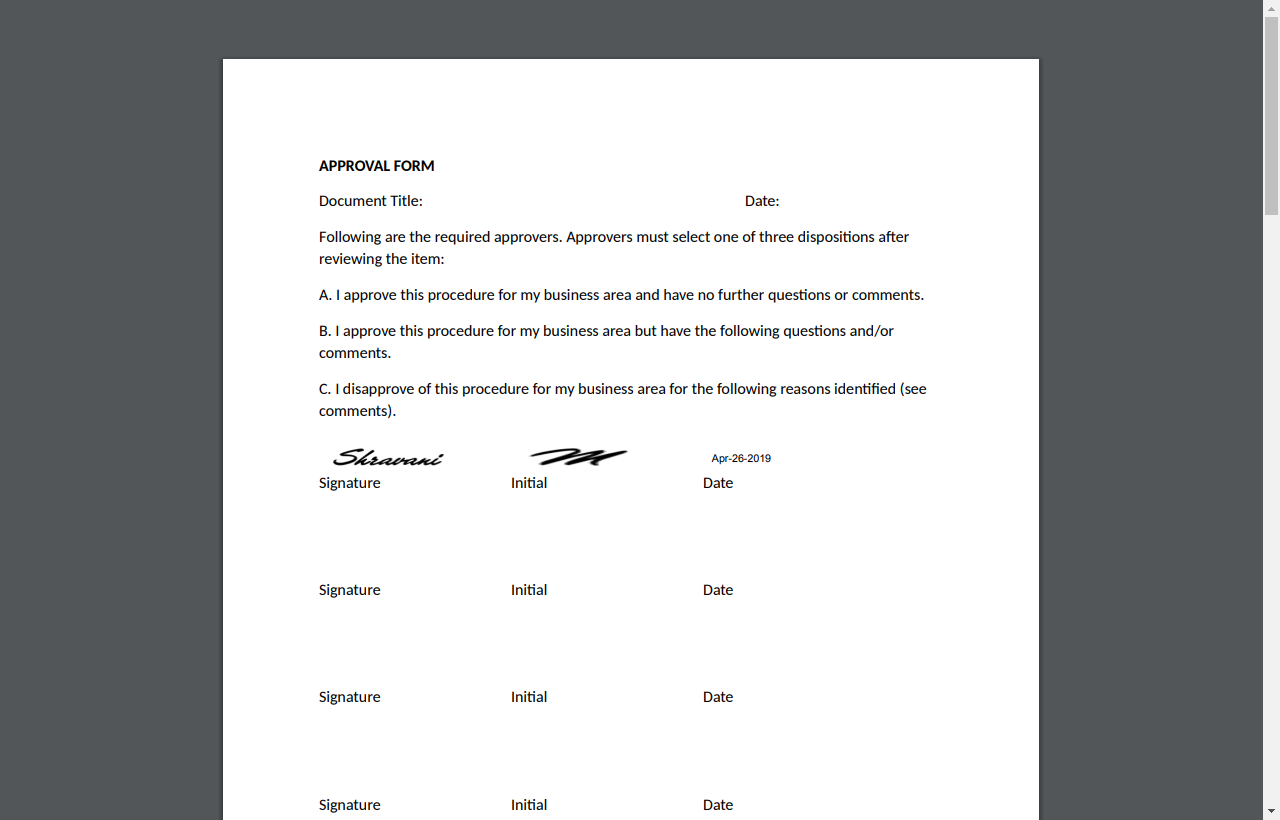 APPROVAL FORM
Document Title: Date:
Following are the required approvers. Approvers must select one of three dispositions after
reviewing the item:
A. I approve this procedure for my business area and have no further questions or comments.
B. I approve this procedure for my business area but have the following questions and/or
comments.
C. I disapprove of this procedure for my business area for the following reasons identified (see
comments).
Shravani Apr-26-2019
Signature Initial Date
Signature Initial Date
Signature Initial Date
Signature Initial Date